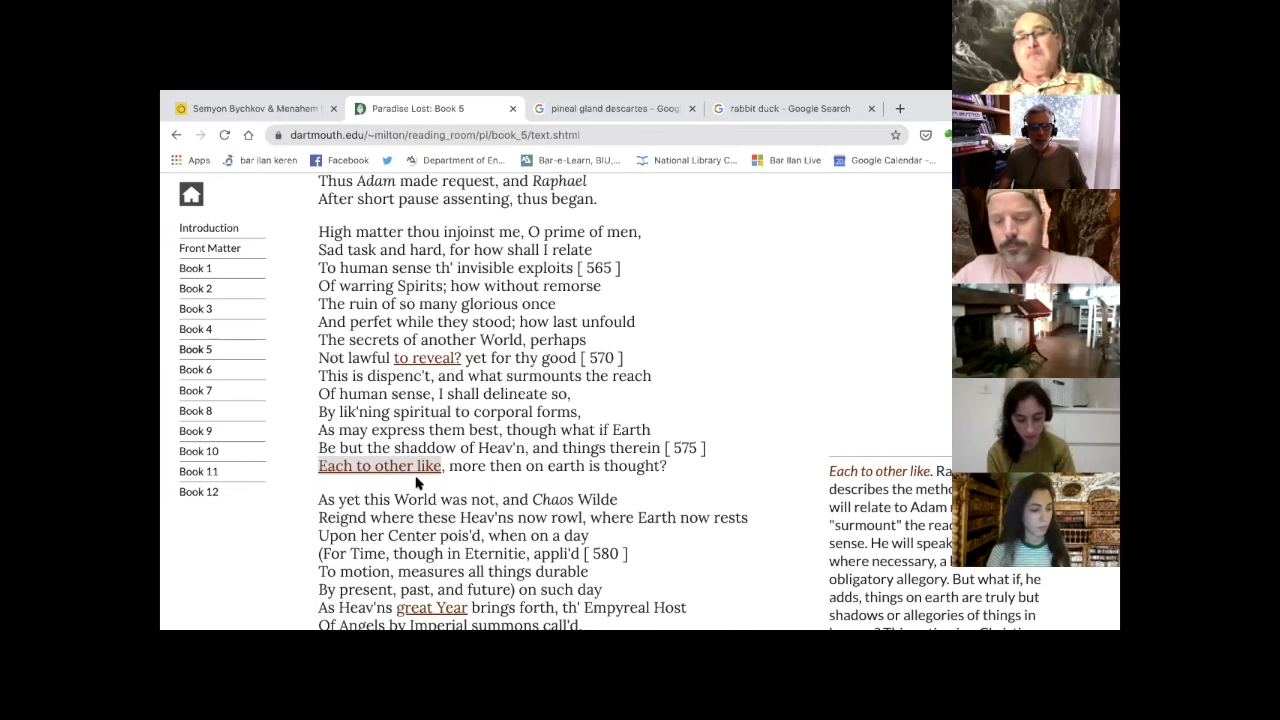 Semyon Bychkov & Menahem
Paradise Lost: Book 5
pineal gland descartes - Goog
rabbit duck - Google Search
dartmouth.edu/~milton/reading_room/pl/book_5/text.shtml
Apps
bar ilan keren
Facebook
Department of En...
Bar-e-Learn, BIU,...
National Library C...
Bar Ilan Live
20
Google Calendar -...
Introduction
Front Matter
Book 1
Book 2
Book 3
Book 4
Book 5
Book 6
Book 7
Book 8
Book 9
Book 10
Book 11
Book 12
Thus Adam made request, and Raphael
After short pause assenting, thus began.
High matter thou injoinst me, O prime of men,
Sad task and hard, for how shall I relate
To human sense th' invisible exploits [ 565 ]
Of warring Spirits; how without remorse
The ruin of so many glorious once
And perfet while they stood; how last unfould
The secrets of another World, perhaps
Not lawful to reveal? yet for thy good [ 570 ]
This is dispenc't, and what surmounts the reach
Of human sense, I shall delineate so,
By lik'ning spiritual to corporal forms,
As may express them best, though what if Earth
Be but the shaddow of Heav'n, and things therein [ 575 ]
Each to other like, more then on earth is thought?
As yet this World was not, and Chaos Wilde
Reignd where these Heav'ns now rowl, where Earth now rests
Upon her Center pois'd, when on a day
(For Time, though in Eternitie, appli'd [ 580 ]
To motion, measures all things durable
By present, past, and future) on such day
As Heav'ns great Year brings forth, th' Empyreal Host
Of Angels by Imperial summons call'd,
Each to other like. Ra
describes the metho
will relate to Adam
"surmount" the reac
sense. He will speak
where necessary, a
obligatory allegory. But what if, he
adds, things on earth are truly but
shadows or allegories of things in